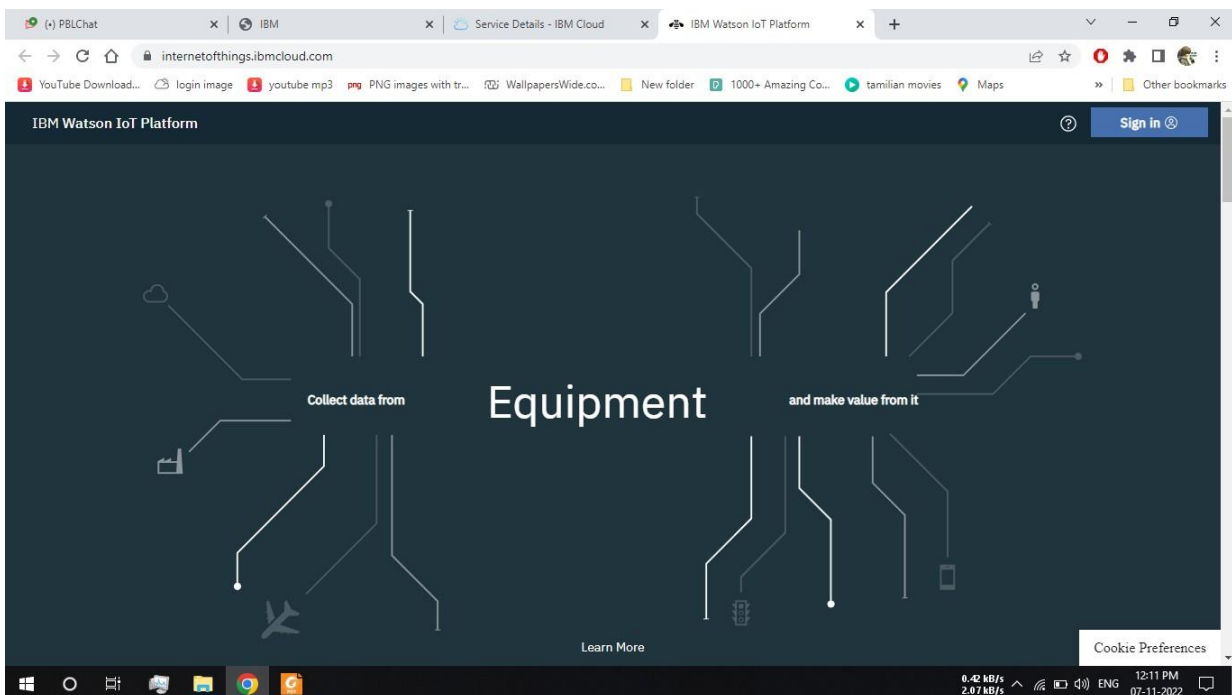 (•) PBLChat
IBM
Service Details - IBM Cloud
IBM Watson IoT Platform
internetofthings.ibmcloud.com
YouTube Download...
login image
youtube mp3
png
PNG images with tr...
WallpapersWide.co...
New folder
1000+ Amazing Co...
tamilian movies
Maps
»
Other bookmarks
IBM Watson IoT Platform
Sign in
Collect data from
Equipment
and make value from it
Learn More
Cookie Preferences
0.42 kB/s
2.07 kB/s
ENG
12:11 PM
07-11-2022